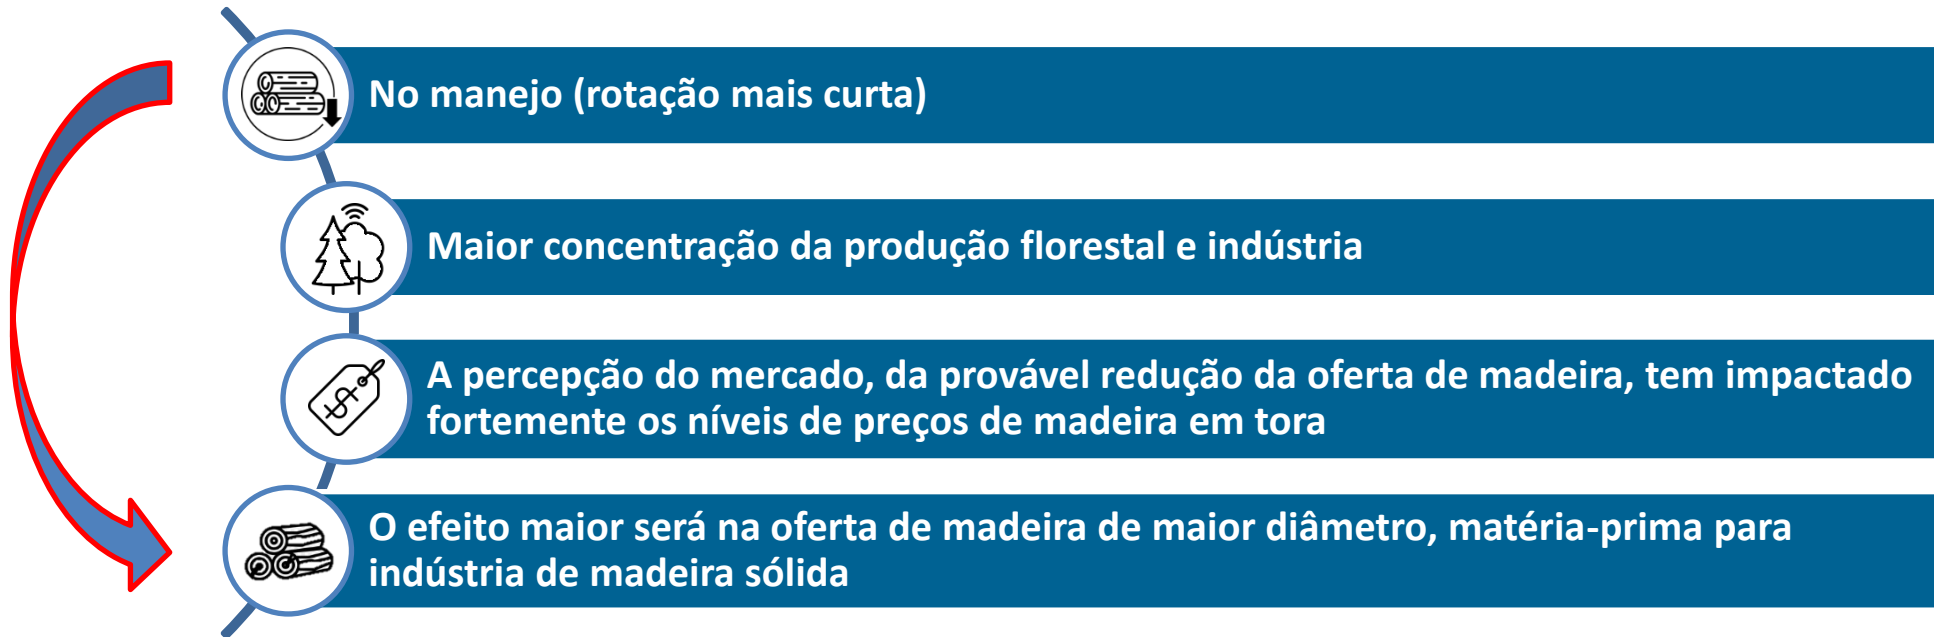 No manejo (rotação mais curta)
Maior concentração da produção florestal e indústria
A percepção do mercado, da provável redução da oferta de madeira, tem impactado
fortemente os níveis de preços de madeira em tora
O efeito maior será na oferta de madeira de maior diâmetro, matéria-prima para
indústria de madeira sólida